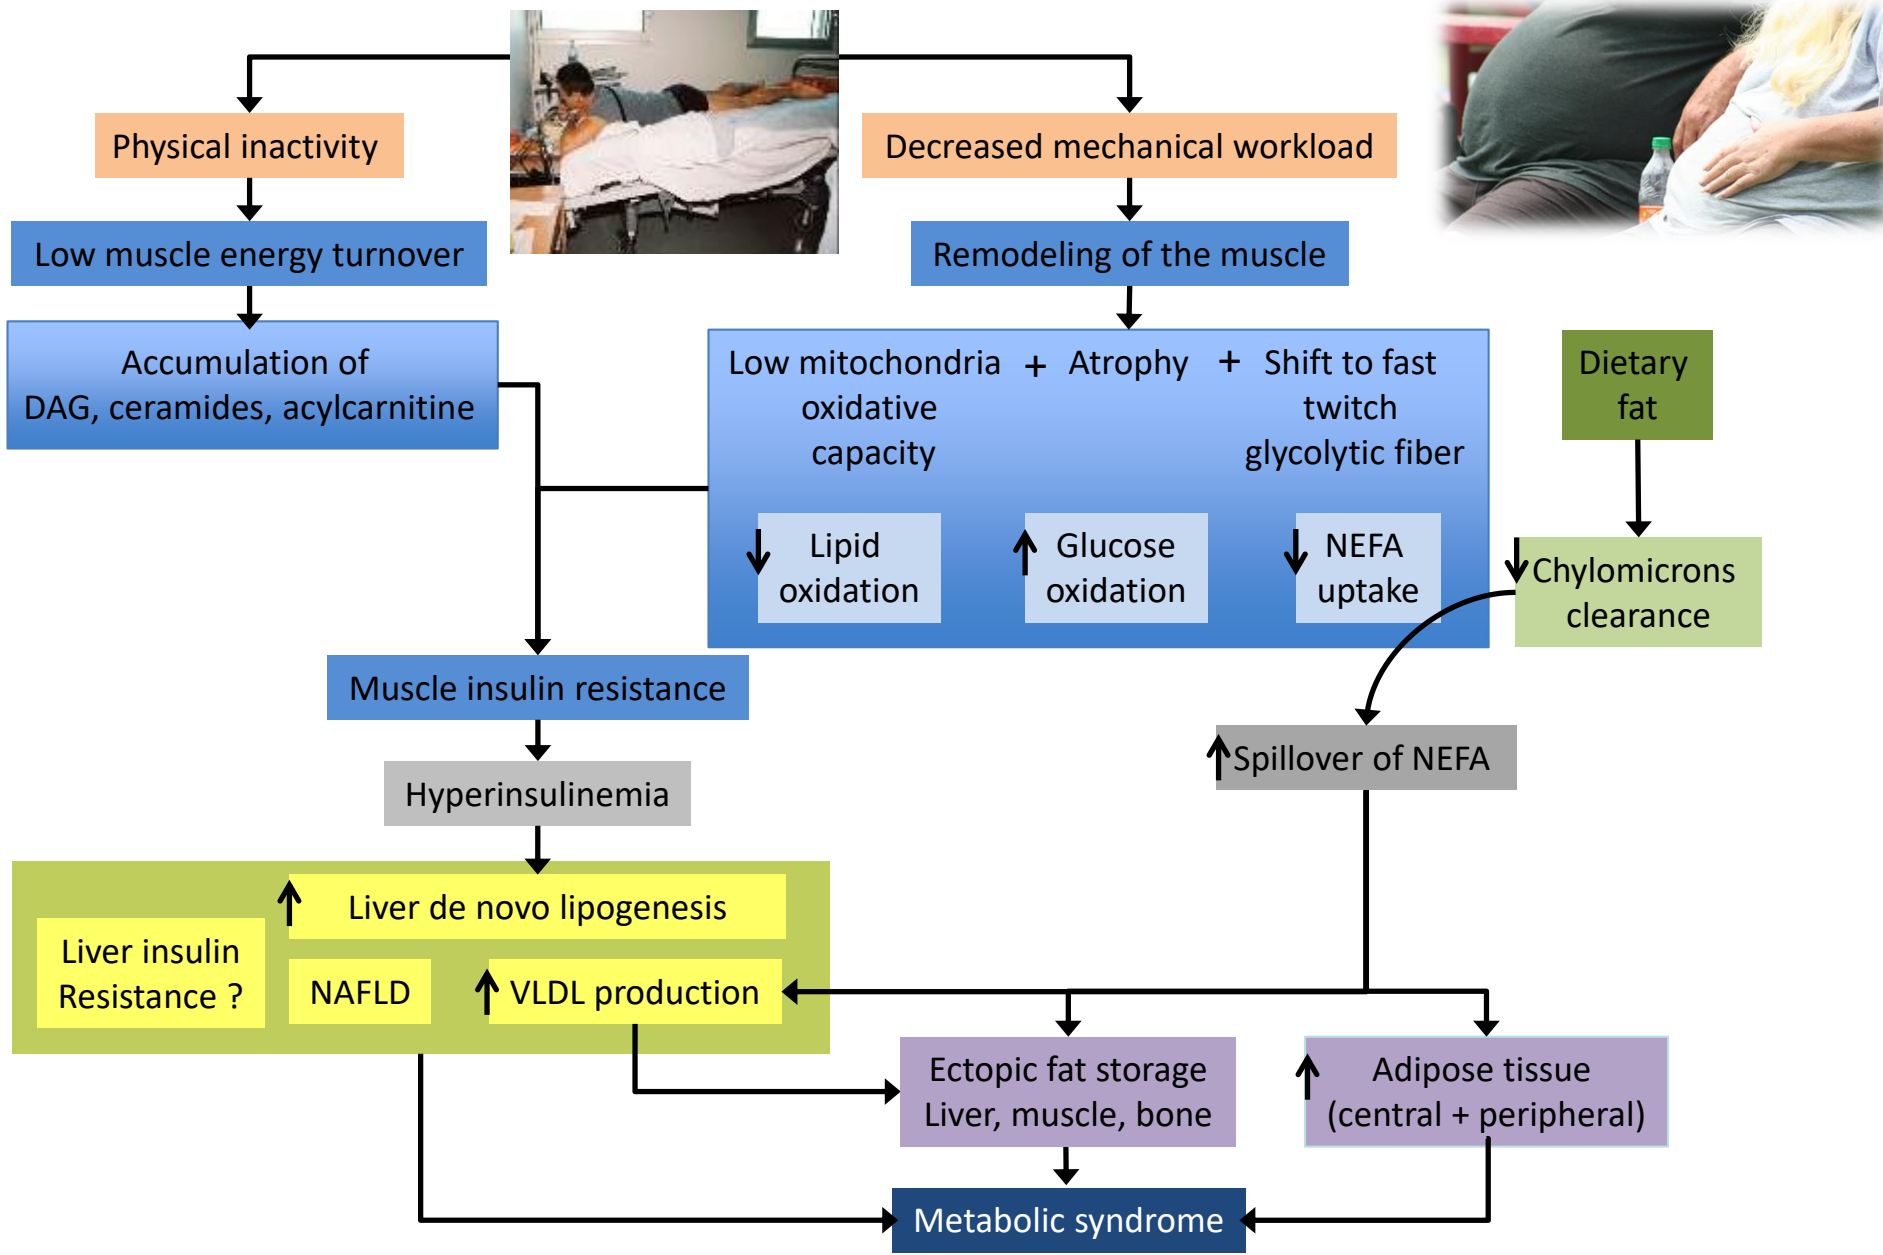 Physical inactivity
Decreased mechanical workload
Low muscle energy turnover
Remodeling of the muscle
Accumulation of
DAG, ceramides, acylcarnitine
Low mitochondria
oxidative
capacity
+
Atrophy
+
Shift to fast
twitch
glycolytic fiber
Dietary
fat
↓ Lipid
oxidation
↑ Glucose
oxidation
↓ NEFA
uptake
↓ Chylomicrons
clearance
Muscle insulin resistance
↑ Spillover of NEFA
Hyperinsulinemia
↑ Liver de novo lipogenesis
Liver insulin
Resistance ?
NAFLD
↑ VLDL production
Ectopic fat storage
Liver, muscle, bone
↑ Adipose tissue
(central + peripheral)
Metabolic syndrome